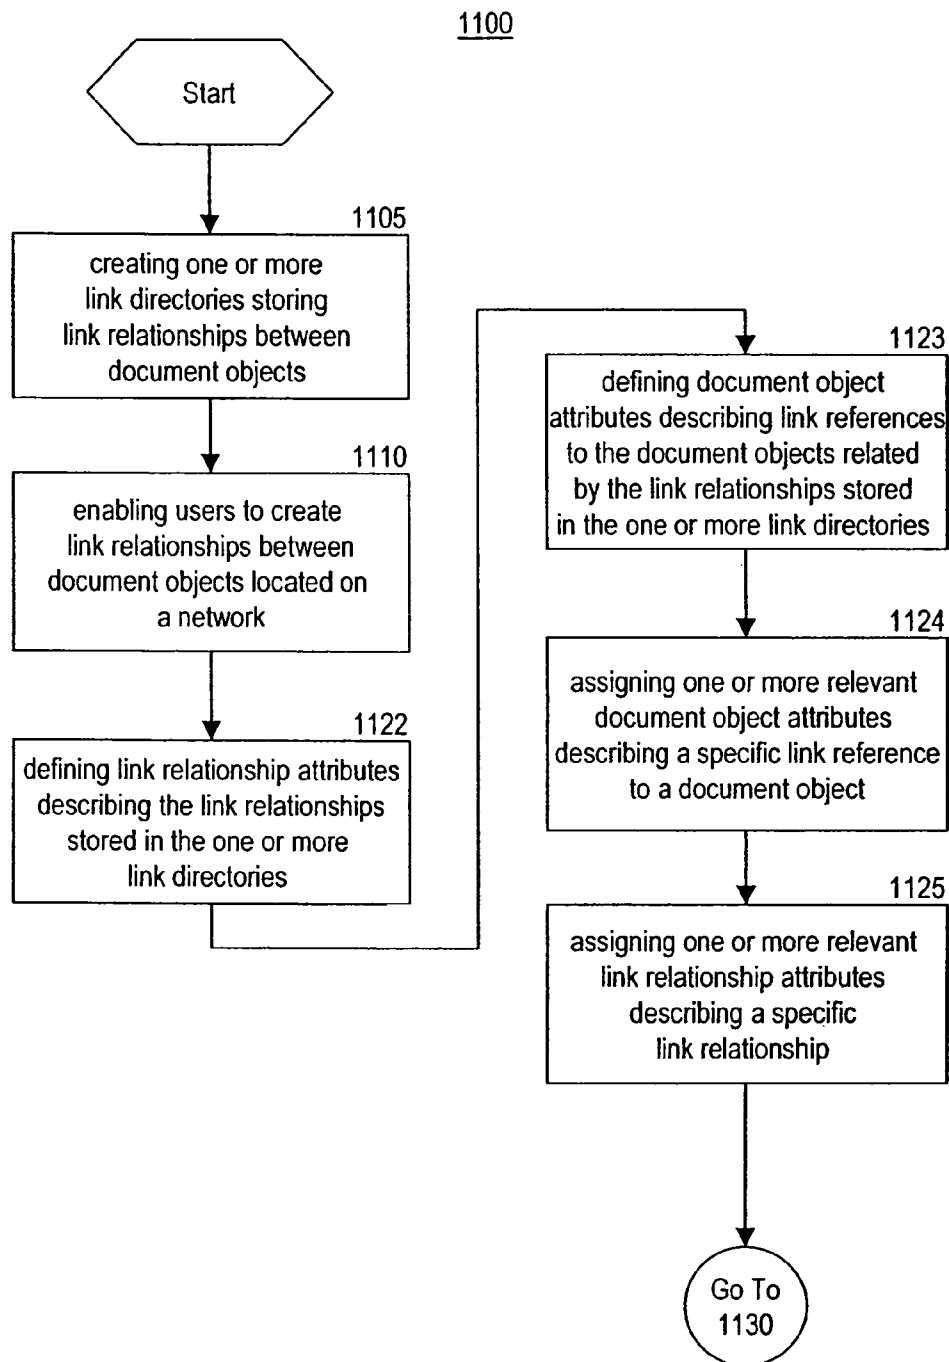 1100
Start
1105
creating one or more
link directories storing
link relationships between
document objects
1110
enabling users to create
link relationships between
document objects located on
a network
1122
defining link relationship attributes
describing the link relationships
stored in the one or more
link directories
1123
defining document object
attributes describing link references
to the document objects related
by the link relationships stored
in the one or more link directories
1124
assigning one or more relevant
document object attributes
describing a specific link reference
to a document object
1125
assigning one or more relevant
link relationship attributes
describing a specific
link relationship
Go To
1130